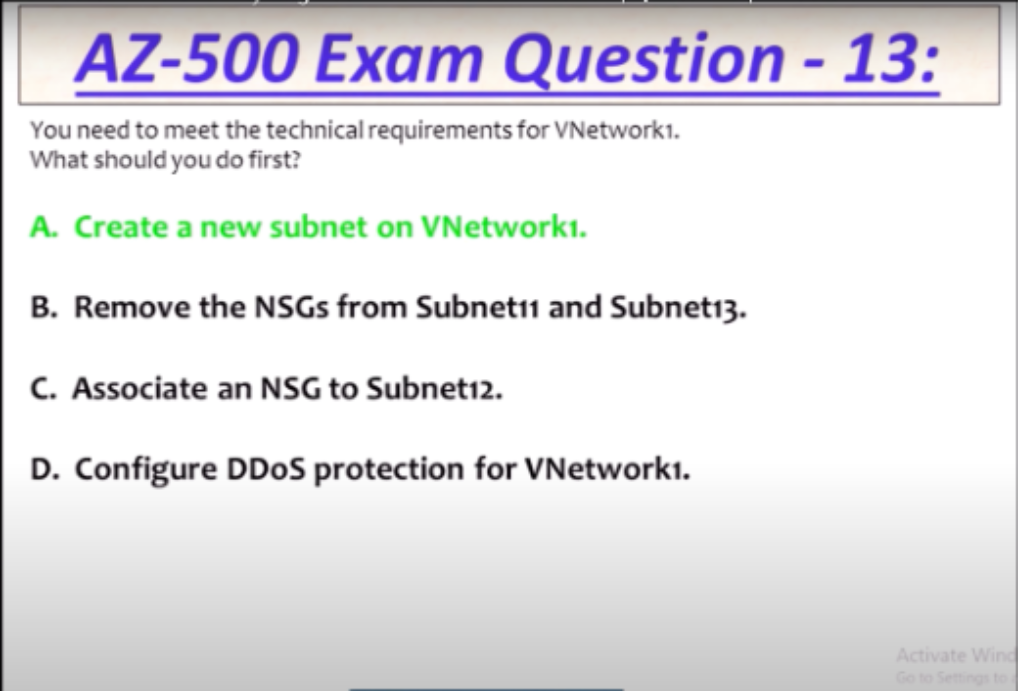 AZ-500 Exam Question - 13:
You need to meet the technical requirements for VNetwork1.
What should you do first?
A. Create a new subnet on VNetwork1.
B. Remove the NSGs from Subnet11 and Subnet13.
C. Associate an NSG to Subnet12.
D. Configure DDoS protection for VNetwork1.
Activate Wind
Go to Settings to